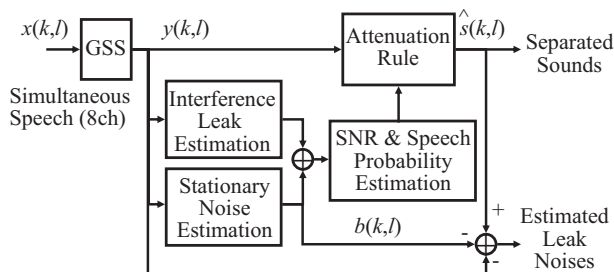 x(k,l)
GSS
y(k,l)
Attenuation
Rule
ŝ(k,l)
Separated
Sounds
Simultaneous
Speech (8ch)
Interference
Leak
Estimation
SNR & Speech
Probability
Estimation
Stationary
Noise
Estimation
b(k,l)
+
-
-
Estimated
Leak
Noises